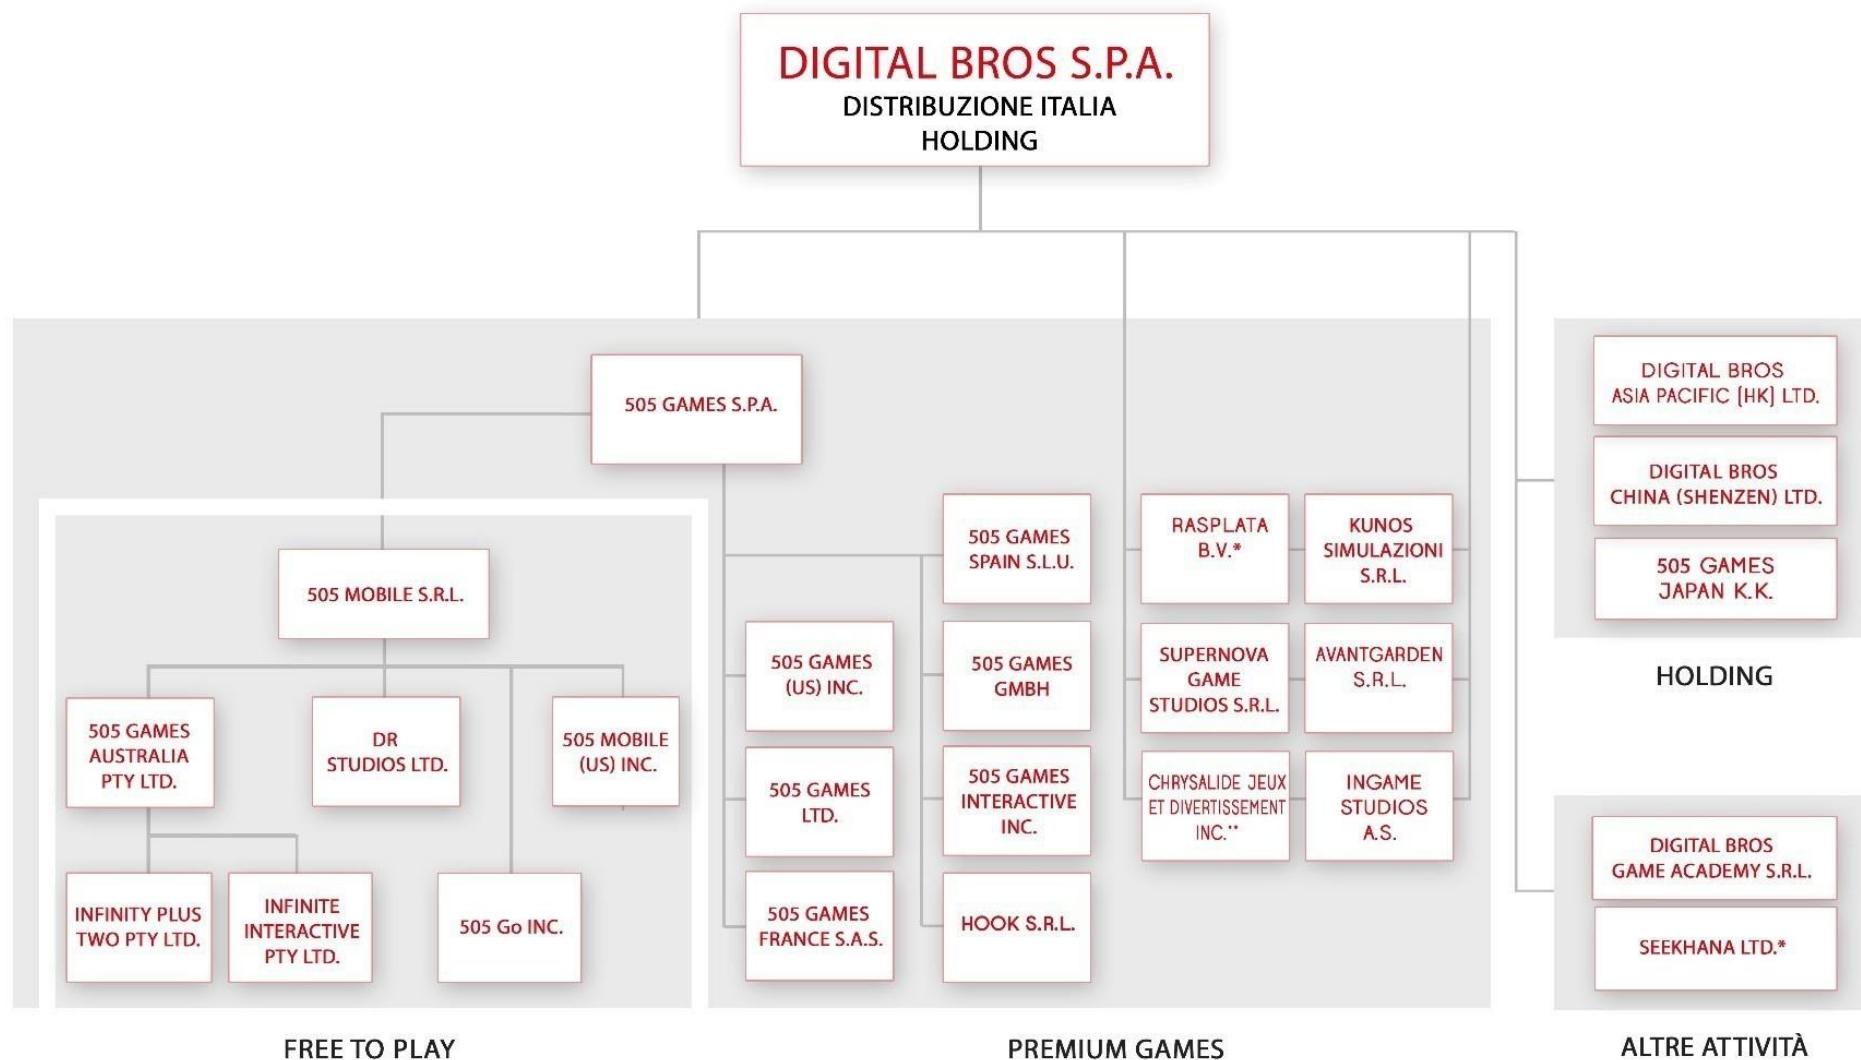 DIGITAL BROS S.P.A.
DISTRIBUZIONE ITALIA
HOLDING
505 GAMES S.P.A.
505 MOBILE S.R.L.
505 GAMES
AUSTRALIA
PTY LTD.
DR
STUDIOS LTD.
505 MOBILE
(US) INC.
INFINITY PLUS
TWO PTY LTD.
INFINITE
INTERACTIVE
PTY LTD.
505 Go INC.
FREE TO PLAY
505 GAMES
SPAIN S.L.U.
505 GAMES
(US) INC.
505 GAMES
GMBH
505 GAMES
LTD.
505 GAMES
INTERACTIVE
INC.
505 GAMES
FRANCE S.A.S.
HOOK S.R.L.
RASPLATA
B.V.*
KUNOS
SIMULAZIONI
S.R.L.
SUPERNOVA
GAME
STUDIOS S.R.L.
AVANTGARDEN
S.R.L.
CHRYSALIDE JEUX
ET DIVERTISSEMENT
INC.**
INGAME
STUDIOS
A.S.
PREMIUM GAMES
DIGITAL BROS
ASIA PACIFIC (HK) LTD.
DIGITAL BROS
CHINA (SHENZEN) LTD.
505 GAMES
JAPAN K.K.
HOLDING
DIGITAL BROS
GAME ACADEMY S.R.L.
SEEKHANA LTD.*
ALTRE ATTIVITÀ